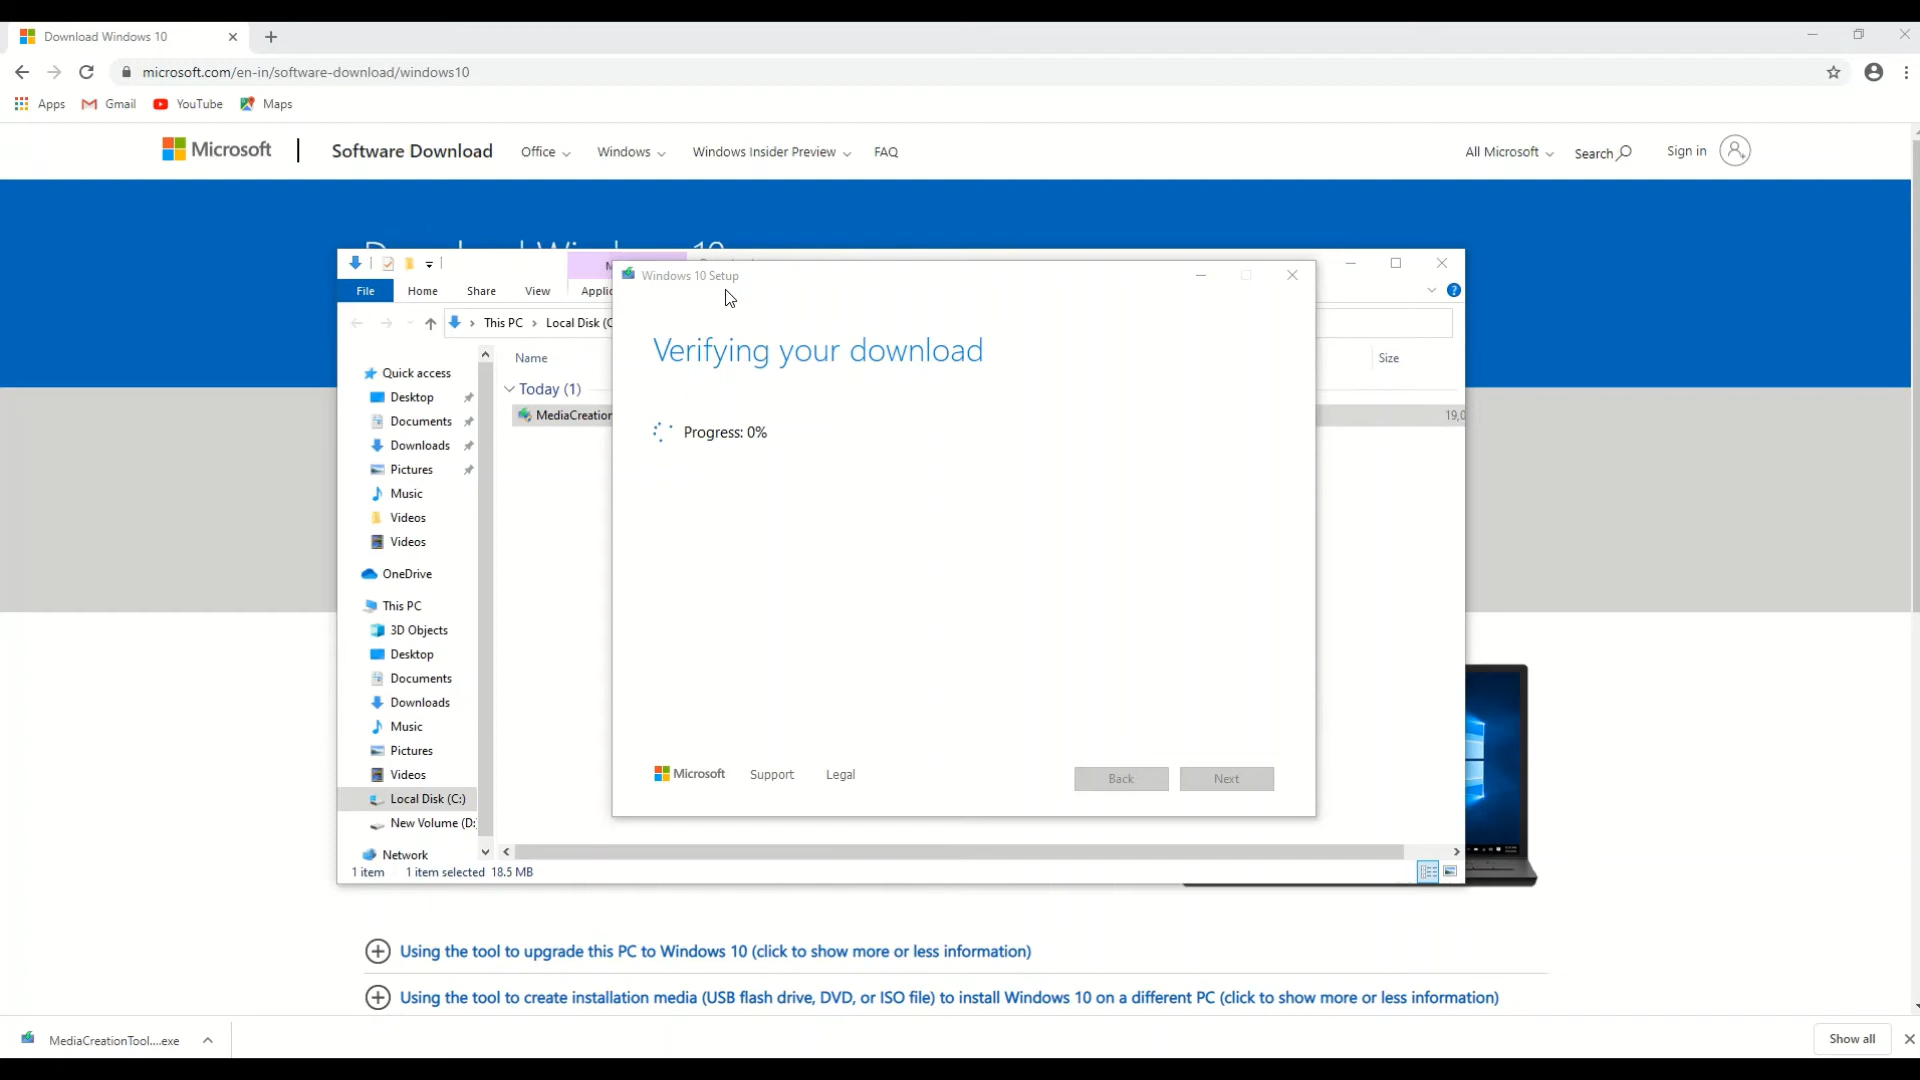 Download Windows 10
microsoft.com/en-in/software-download/windows10
Apps Gmail YouTube Maps
Microsoft Software Download Office Windows Windows Insider Preview FAQ All Microsoft Search Sign in
File Home Share View
This PC Local Disk
Name Size
Today (1)
Quick access
Desktop
Documents
Downloads
Pictures
Music
Videos
Videos
OneDrive
This PC
3D Objects
Desktop
Documents
Downloads
Music
Pictures
Videos
Local Disk (C:)
New Volume (D:
Network
1 item 1 item selected 18.5 MB
Windows 10 Setup
Verifying your download
Progress: 0%
Microsoft Support Legal
Back Next
Using the tool to upgrade this PC to Windows 10 (click to show more or less information)
Using the tool to create installation media (USB flash drive, DVD, or ISO file) to install Windows 10 on a different PC (click to show more or less information)
MediaCreationTool....exe Show all